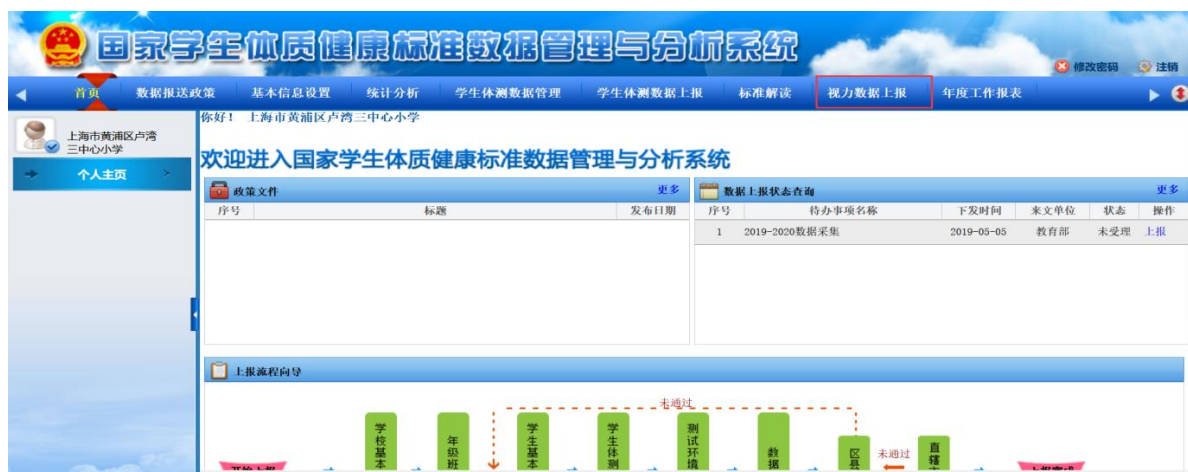 国家学生体质健康标准数据管理与分析系统
修改密码 注销
首页 数据报送政策 基本信息设置 统计分析 学生体测数据管理 学生体测数据上报 标准解读 视力数据上报 年度工作报表
上海市黄浦区卢湾
三中心小学
个人主页
你好! 上海市黄浦区卢湾三中心小学
欢迎进入国家学生体质健康标准数据管理与分析系统
政策文件 更多
序号 标题 发布日期
数据上报状态查询 更多
序号 待办事项名称 下发时间 来文单位 状态 操作
1 2019-2020数据采集 2019-05-05 教育部 未受理 上报
上报流程向导
未通过
学校基本
年级班
学生基本
学生体测
测试环境
数据
区县
未通过
直辖